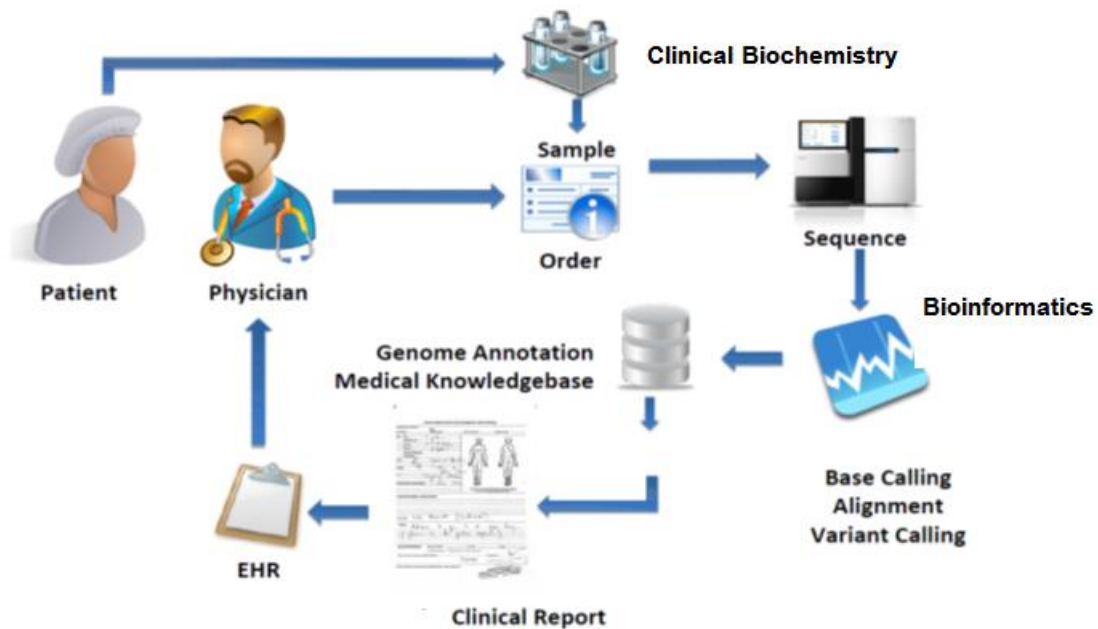 Clinical Biochemistry
Sample
Patient
Physician
Order
Sequence
Bioinformatics
Genome Annotation
Medical Knowledgebase
Base Calling
Alignment
Variant Calling
EHR
Clinical Report